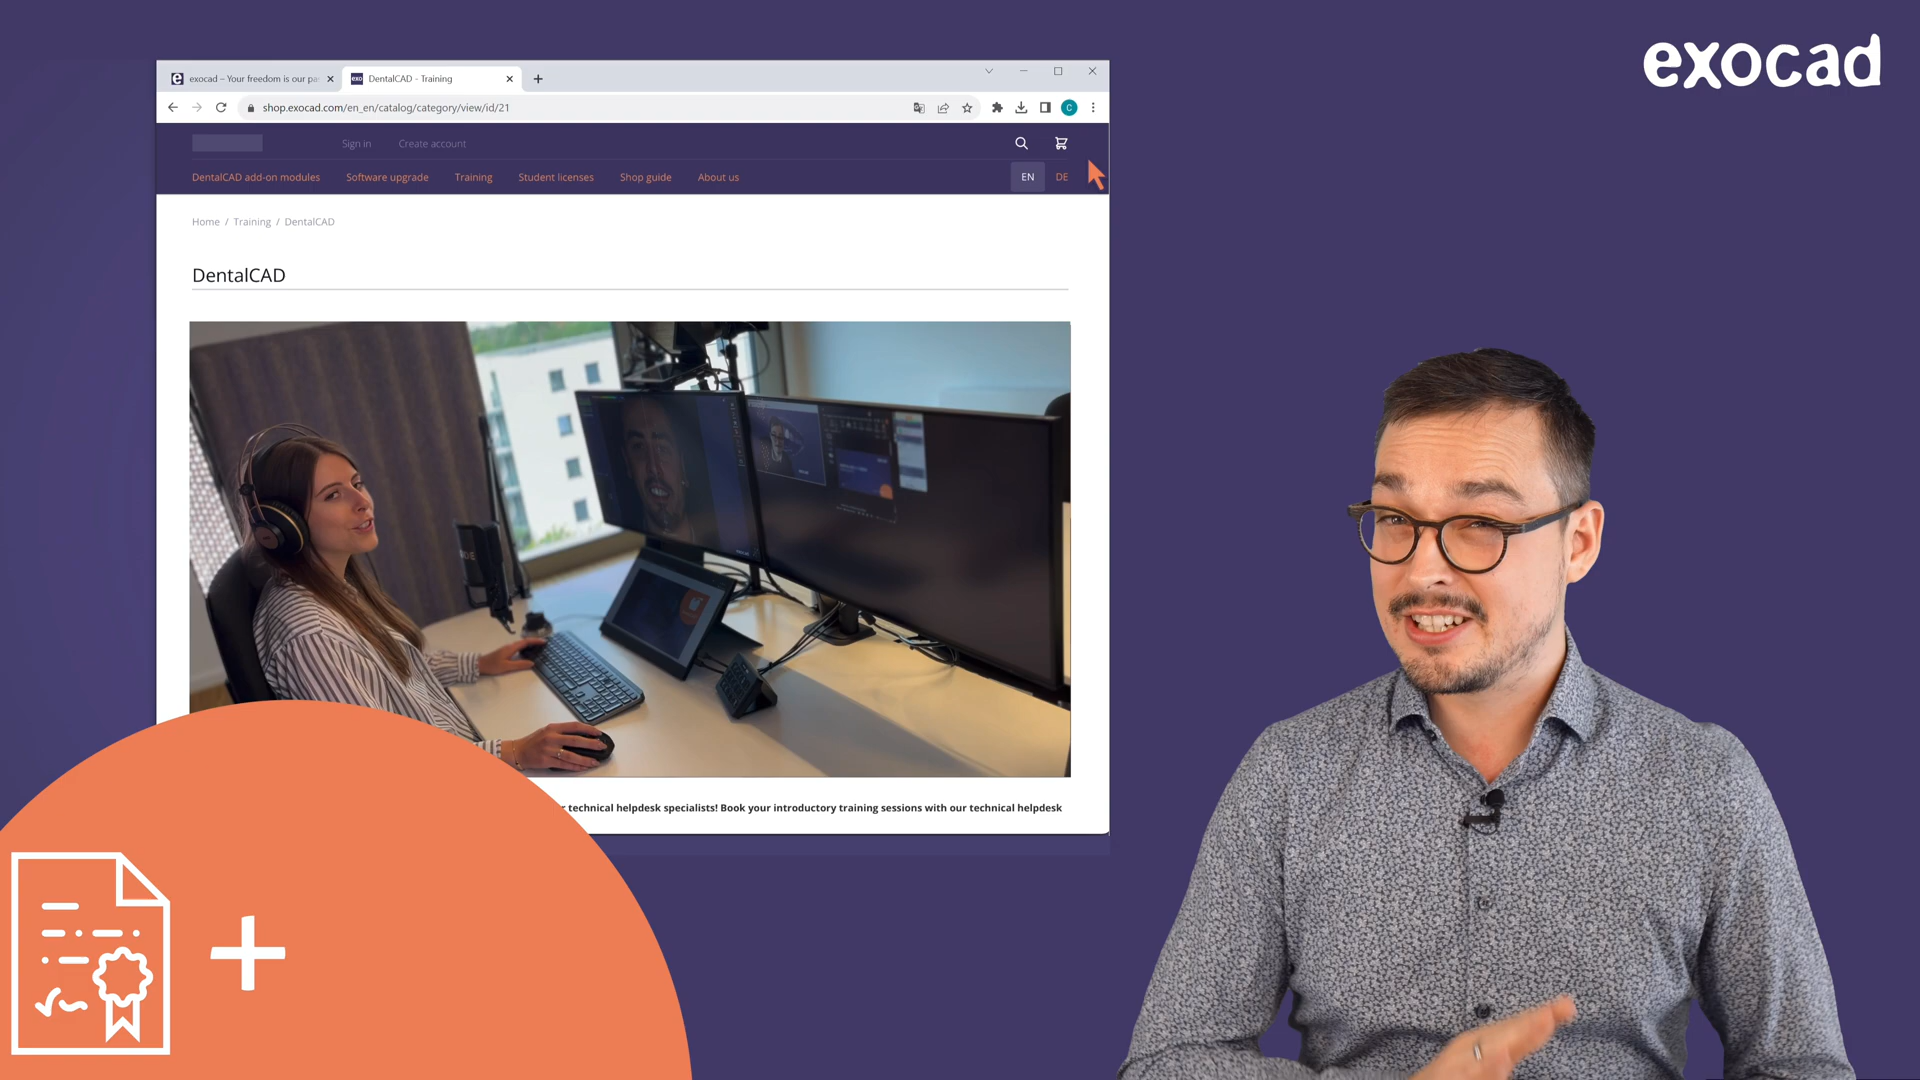 exocad
exocad – Your freedom is our pa
exo DentalCAD - Training
shop.exocad.com/en_en/catalog/category/view/id/21
C
Sign in Create account
DentalCAD add-on modules Software upgrade Training Student licenses Shop guide About us EN DE
Home / Training / DentalCAD
DentalCAD
technical helpdesk specialists! Book your introductory training sessions with our technical helpdesk